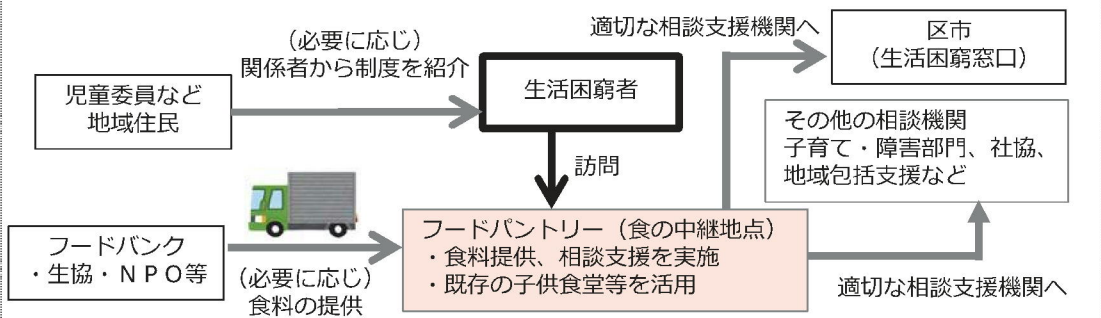 （必要に応じ）
関係者から制度を紹介
児童委員など
地域住民
生活困窮者
訪問
適切な相談支援機関へ
区市
（生活困窮窓口）
その他の相談機関
子育て・障害部門、社協、
地域包括支援など
フードバンク
・生協・ＮＰＯ等
（必要に応じ）
食料の提供
フードパントリー（食の中継地点）
・食料提供、相談支援を実施
・既存の子供食堂等を活用
適切な相談支援機関へ